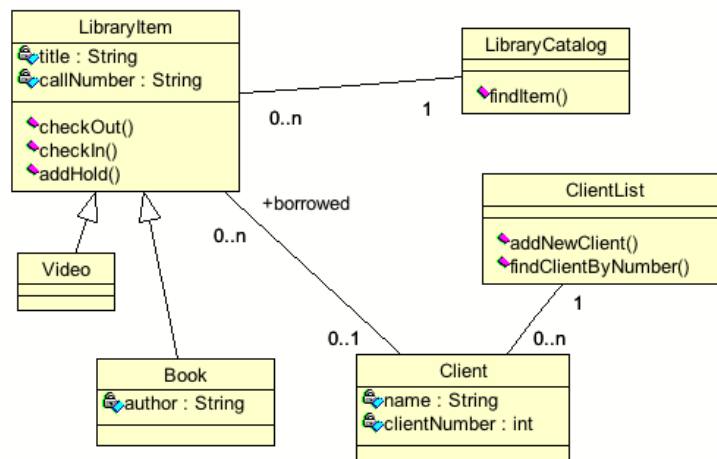 LibraryItem
title : String
callNumber : String
checkOut()
checkIn()
addHold()
LibraryCatalog
findItem()
0..n
1
+borrowed
0..n
ClientList
addNewClient()
findClientByNumber()
1
0..n
0..1
Video
Book
author : String
Client
name : String
clientNumber : int